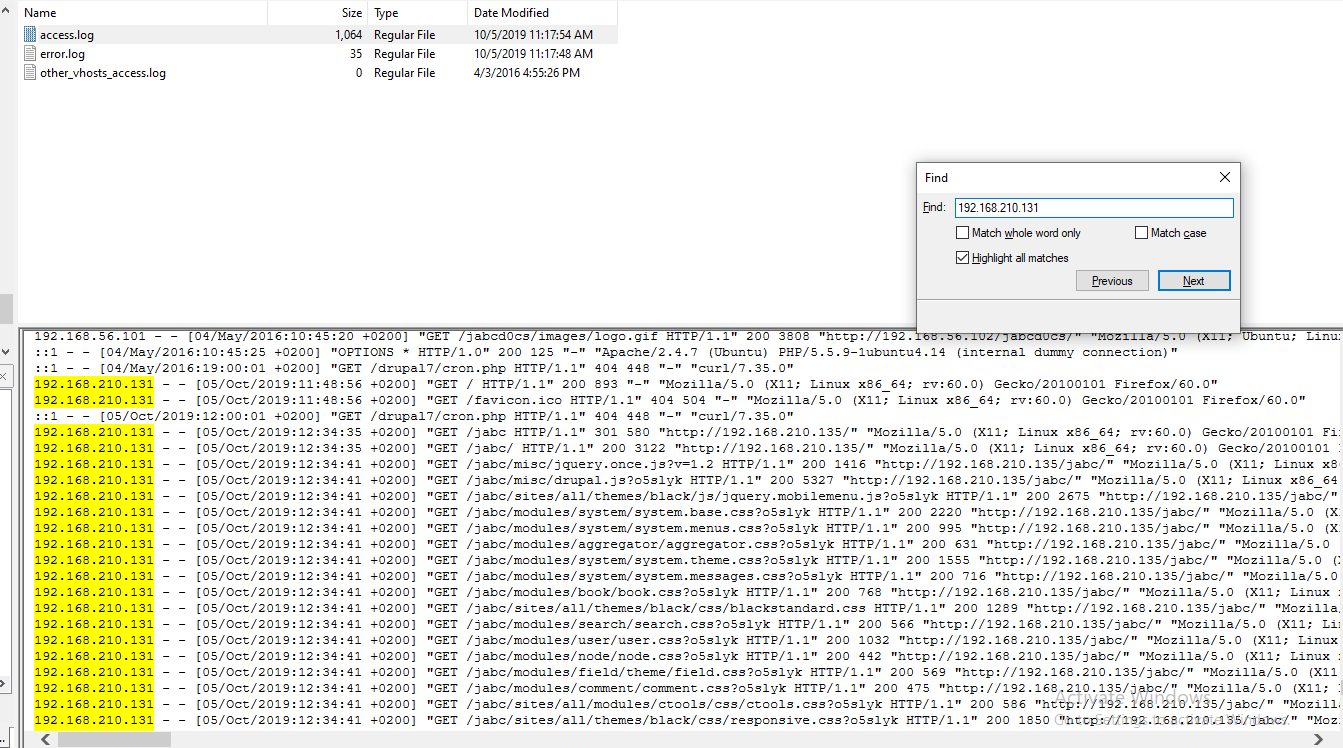 Name Size Type Date Modified
access.log 1,064 Regular File 10/5/2019 11:17:54 AM
error.log 35 Regular File 10/5/2019 11:17:48 AM
other_vhosts_access.log 0 Regular File 4/3/2016 4:55:26 PM
Find
Find: 192.168.210.131
Match whole word only Match case
Highlight all matches
Previous Next
192.168.56.101 - - [04/May/2016:10:45:20 +0200] "GET /jabcd0cs/images/logo.gif HTTP/1.1" 200 3808 "http://192.168.56.102/jabcd0cs/" "Mozilla/5.0 (X11; Ubuntu; Linu
::1 - - [04/May/2016:10:45:25 +0200] "OPTIONS * HTTP/1.0" 200 125 "-" "Apache/2.4.7 (Ubuntu) PHP/5.5.9-1ubuntu4.14 (internal dummy connection)"
::1 - - [04/May/2016:19:00:01 +0200] "GET /drupal7/cron.php HTTP/1.1" 404 448 "-" "curl/7.35.0"
192.168.210.131 - - [05/Oct/2019:11:48:56 +0200] "GET / HTTP/1.1" 200 893 "-" "Mozilla/5.0 (X11; Linux x86_64; rv:60.0) Gecko/20100101 Firefox/60.0"
192.168.210.131 - - [05/Oct/2019:11:48:56 +0200] "GET /favicon.ico HTTP/1.1" 404 504 "-" "Mozilla/5.0 (X11; Linux x86_64; rv:60.0) Gecko/20100101 Firefox/60.0"
::1 - - [05/Oct/2019:12:00:01 +0200] "GET /drupal7/cron.php HTTP/1.1" 404 448 "-" "curl/7.35.0"
192.168.210.131 - - [05/Oct/2019:12:34:35 +0200] "GET /jabc HTTP/1.1" 301 580 "http://192.168.210.135/" "Mozilla/5.0 (X11; Linux x86_64; rv:60.0) Gecko/20100101 Fi
192.168.210.131 - - [05/Oct/2019:12:34:35 +0200] "GET /jabc/ HTTP/1.1" 200 3122 "http://192.168.210.135/" "Mozilla/5.0 (X11; Linux x86_64; rv:60.0) Gecko/20100101
192.168.210.131 - - [05/Oct/2019:12:34:41 +0200] "GET /jabc/misc/jquery.once.js?v=1.2 HTTP/1.1" 200 1416 "http://192.168.210.135/jabc/" "Mozilla/5.0 (X11; Linux x8
192.168.210.131 - - [05/Oct/2019:12:34:41 +0200] "GET /jabc/misc/drupal.js?o5slyk HTTP/1.1" 200 5327 "http://192.168.210.135/jabc/" "Mozilla/5.0 (X11; Linux x86_64
192.168.210.131 - - [05/Oct/2019:12:34:41 +0200] "GET /jabc/sites/all/themes/black/js/jquery.mobilemenu.js?o5slyk HTTP/1.1" 200 2675 "http://192.168.210.135/jabc/"
192.168.210.131 - - [05/Oct/2019:12:34:41 +0200] "GET /jabc/modules/system/system.base.css?o5slyk HTTP/1.1" 200 2220 "http://192.168.210.135/jabc/" "Mozilla/5.0 (X
192.168.210.131 - - [05/Oct/2019:12:34:41 +0200] "GET /jabc/modules/system/system.menus.css?o5slyk HTTP/1.1" 200 995 "http://192.168.210.135/jabc/" "Mozilla/5.0 (X
192.168.210.131 - - [05/Oct/2019:12:34:41 +0200] "GET /jabc/modules/aggregator/aggregator.css?o5slyk HTTP/1.1" 200 631 "http://192.168.210.135/jabc/" "Mozilla/5.0
192.168.210.131 - - [05/Oct/2019:12:34:41 +0200] "GET /jabc/modules/system/system.theme.css?o5slyk HTTP/1.1" 200 1555 "http://192.168.210.135/jabc/" "Mozilla/5.0 (
192.168.210.131 - - [05/Oct/2019:12:34:41 +0200] "GET /jabc/modules/system/system.messages.css?o5slyk HTTP/1.1" 200 716 "http://192.168.210.135/jabc/" "Mozilla/5.0
192.168.210.131 - - [05/Oct/2019:12:34:41 +0200] "GET /jabc/modules/book/book.css?o5slyk HTTP/1.1" 200 768 "http://192.168.210.135/jabc/" "Mozilla/5.0 (X11; Linux
192.168.210.131 - - [05/Oct/2019:12:34:41 +0200] "GET /jabc/sites/all/themes/black/css/blackstandard.css HTTP/1.1" 200 1289 "http://192.168.210.135/jabc/" "Mozilla
192.168.210.131 - - [05/Oct/2019:12:34:41 +0200] "GET /jabc/modules/search/search.css?o5slyk HTTP/1.1" 200 566 "http://192.168.210.135/jabc/" "Mozilla/5.0 (X11; Li
192.168.210.131 - - [05/Oct/2019:12:34:41 +0200] "GET /jabc/modules/user/user.css?o5slyk HTTP/1.1" 200 1032 "http://192.168.210.135/jabc/" "Mozilla/5.0 (X11; Linux
192.168.210.131 - - [05/Oct/2019:12:34:41 +0200] "GET /jabc/modules/node/node.css?o5slyk HTTP/1.1" 200 442 "http://192.168.210.135/jabc/" "Mozilla/5.0 (X11; Linux
192.168.210.131 - - [05/Oct/2019:12:34:41 +0200] "GET /jabc/modules/field/theme/field.css?o5slyk HTTP/1.1" 200 569 "http://192.168.210.135/jabc/" "Mozilla/5.0 (X11
192.168.210.131 - - [05/Oct/2019:12:34:41 +0200] "GET /jabc/modules/comment/comment.css?o5slyk HTTP/1.1" 200 475 "http://192.168.210.135/jabc/" "Mozilla/5.0 (X11;
192.168.210.131 - - [05/Oct/2019:12:34:41 +0200] "GET /jabc/sites/all/modules/ctools/css/ctools.css?o5slyk HTTP/1.1" 200 586 "http://192.168.210.135/jabc/" "Mozill
192.168.210.131 - - [05/Oct/2019:12:34:41 +0200] "GET /jabc/sites/all/themes/black/css/responsive.css?o5slyk HTTP/1.1" 200 1850 "http://192.168.210.135/jabc/" "Moz
Activate Windows
Go to Settings to activate Windows.